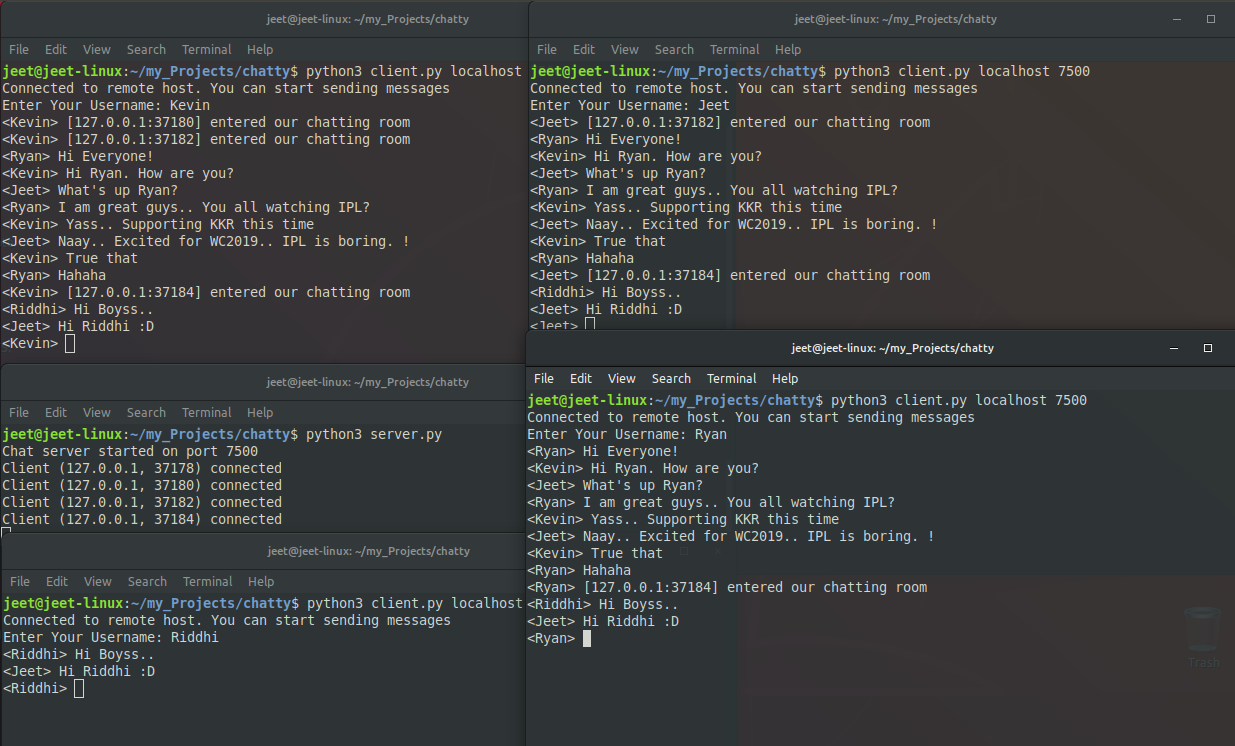 jeet@jeet-linux: ~/my_Projects/chatty
File Edit View Search Terminal Help
jeet@jeet-linux:~/my_Projects/chatty$ python3 client.py localhost
Connected to remote host. You can start sending messages
Enter Your Username: Kevin
<Kevin> [127.0.0.1:37180] entered our chatting room
<Kevin> [127.0.0.1:37182] entered our chatting room
<Ryan> Hi Everyone!
<Kevin> Hi Ryan. How are you?
<Jeet> What's up Ryan?
<Ryan> I am great guys.. You all watching IPL?
<Kevin> Yass.. Supporting KKR this time
<Jeet> Naay.. Excited for WC2019.. IPL is boring. !
<Kevin> True that
<Ryan> Hahaha
<Kevin> [127.0.0.1:37184] entered our chatting room
<Riddhi> Hi Boyss..
<Jeet> Hi Riddhi :D
<Kevin>
jeet@jeet-linux: ~/my_Projects/chatty
File Edit View Search Terminal Help
jeet@jeet-linux:~/my_Projects/chatty$ python3 client.py localhost 7500
Connected to remote host. You can start sending messages
Enter Your Username: Jeet
<Jeet> [127.0.0.1:37182] entered our chatting room
<Ryan> Hi Everyone!
<Kevin> Hi Ryan. How are you?
<Jeet> What's up Ryan?
<Ryan> I am great guys.. You all watching IPL?
<Kevin> Yass.. Supporting KKR this time
<Jeet> Naay.. Excited for WC2019.. IPL is boring. !
<Kevin> True that
<Ryan> Hahaha
<Jeet> [127.0.0.1:37184] entered our chatting room
<Riddhi> Hi Boyss..
<Jeet> Hi Riddhi :D
<Jeet>
jeet@jeet-linux: ~/my_Projects/chatty
File Edit View Search Terminal Help
jeet@jeet-linux:~/my_Projects/chatty$ python3 server.py
Chat server started on port 7500
Client (127.0.0.1, 37178) connected
Client (127.0.0.1, 37180) connected
Client (127.0.0.1, 37182) connected
Client (127.0.0.1, 37184) connected
jeet@jeet-linux: ~/my_Projects/chatty
File Edit View Search Terminal Help
jeet@jeet-linux:~/my_Projects/chatty$ python3 client.py localhost
Connected to remote host. You can start sending messages
Enter Your Username: Riddhi
<Riddhi> Hi Boyss..
<Jeet> Hi Riddhi :D
<Riddhi>
jeet@jeet-linux: ~/my_Projects/chatty
File Edit View Search Terminal Help
jeet@jeet-linux:~/my_Projects/chatty$ python3 client.py localhost 7500
Connected to remote host. You can start sending messages
Enter Your Username: Ryan
<Ryan> Hi Everyone!
<Kevin> Hi Ryan. How are you?
<Jeet> What's up Ryan?
<Ryan> I am great guys.. You all watching IPL?
<Kevin> Yass.. Supporting KKR this time
<Jeet> Naay.. Excited for WC2019.. IPL is boring. !
<Kevin> True that
<Ryan> Hahaha
<Ryan> [127.0.0.1:37184] entered our chatting room
<Riddhi> Hi Boyss..
<Jeet> Hi Riddhi :D
<Ryan>
Trash